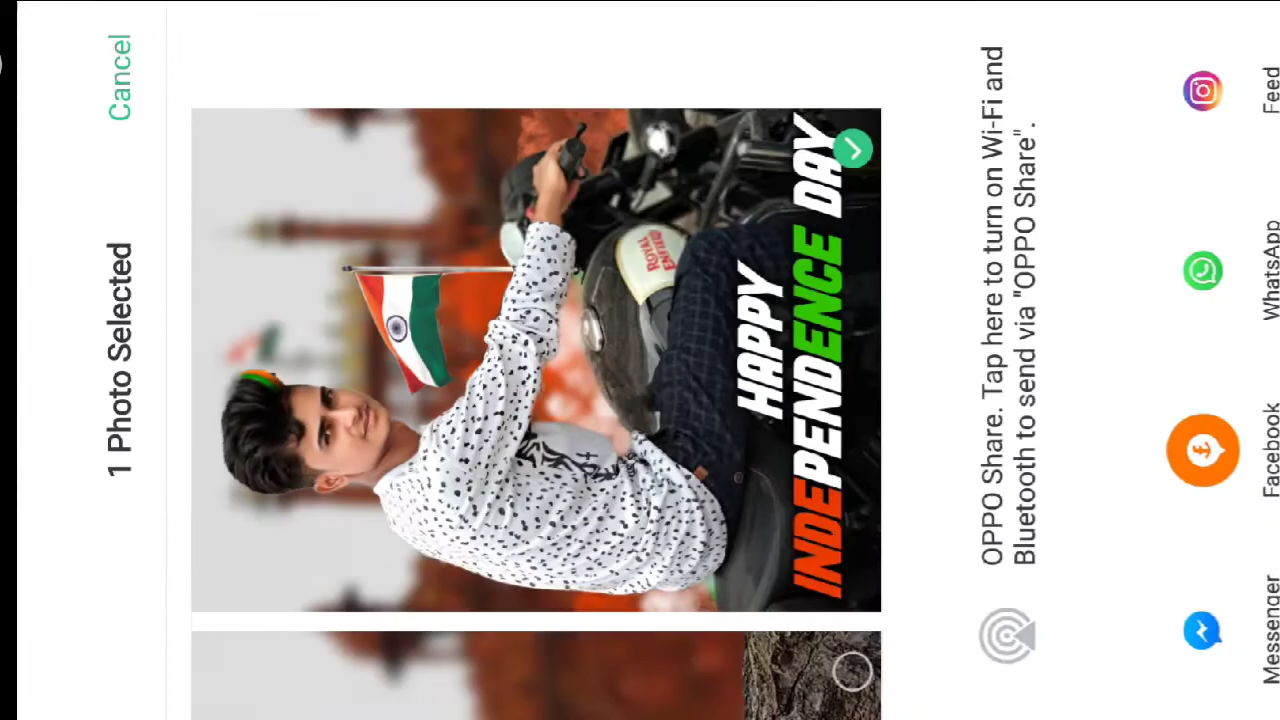 1 Photo Selected
Cancel
ROYAL
ENFIELD
HAPPY
INDEPENDENCE DAY
OPPO Share. Tap here to turn on Wi-Fi and
Bluetooth to send via "OPPO Share".
Messenger
Facebook
WhatsApp
Feed